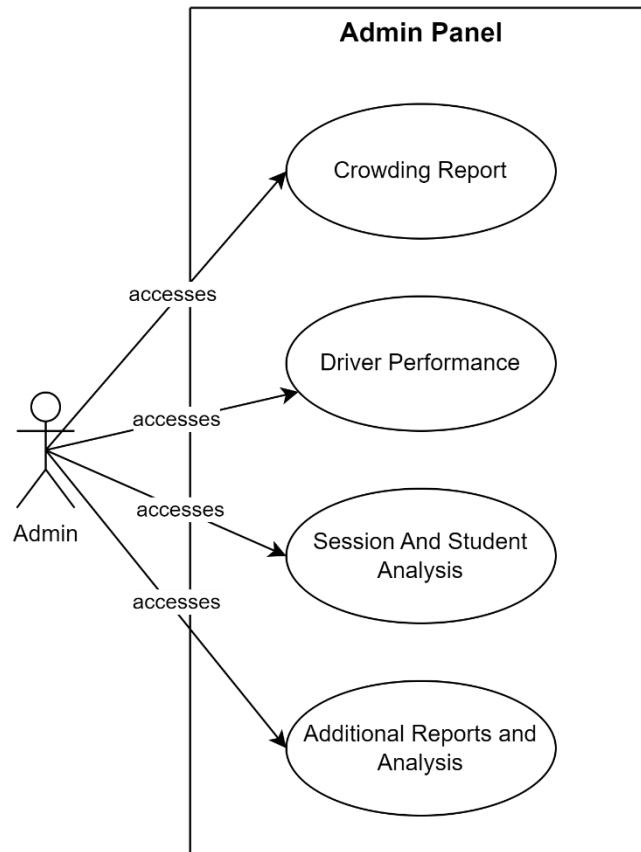 Admin Panel
Crowding Report
accesses
Driver Performance
accesses
Admin
accesses
Session And Student
Analysis
accesses
Additional Reports and
Analysis